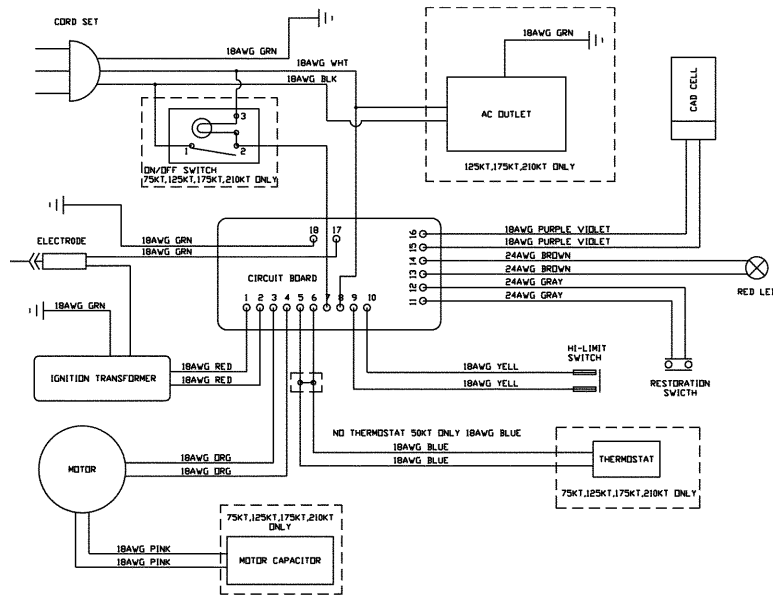 CORD SET
18AWG GRN
18AWG WHT
18AWG BLK
18AWG GRN
AC OUTLET
125KT,175KT,210KT ONLY
CAD CELL
3
1
2
ON/OFF SWITCH
75KT,125KT,175KT,210KT ONLY
18AWG GRN
18AWG GRN
ELECTRODE
18
17
CIRCUIT BOARD
1 2 3 4 5 6 7 8 9 10
16
15
14
13
12
11
18AWG PURPLE VIOLET
18AWG PURPLE VIOLET
24AWG BROWN
24AWG BROWN
24AWG GRAY
24AWG GRAY
RED LED
18AWG GRN
IGNITION TRANSFORMER
18AWG RED
18AWG RED
18AWG YELL
18AWG YELL
HI-LIMIT
SWITCH
RESTORATION
SWICTH
NO THERMOSTAT 50KT ONLY 18AWG BLUE
18AWG BLUE
18AWG BLUE
THERMOSTAT
75KT,125KT,175KT,210KT ONLY
MOTOR
18AWG ORG
18AWG ORG
18AWG PINK
18AWG PINK
75KT,125KT,175KT,210KT
ONLY
MOTOR CAPACITOR